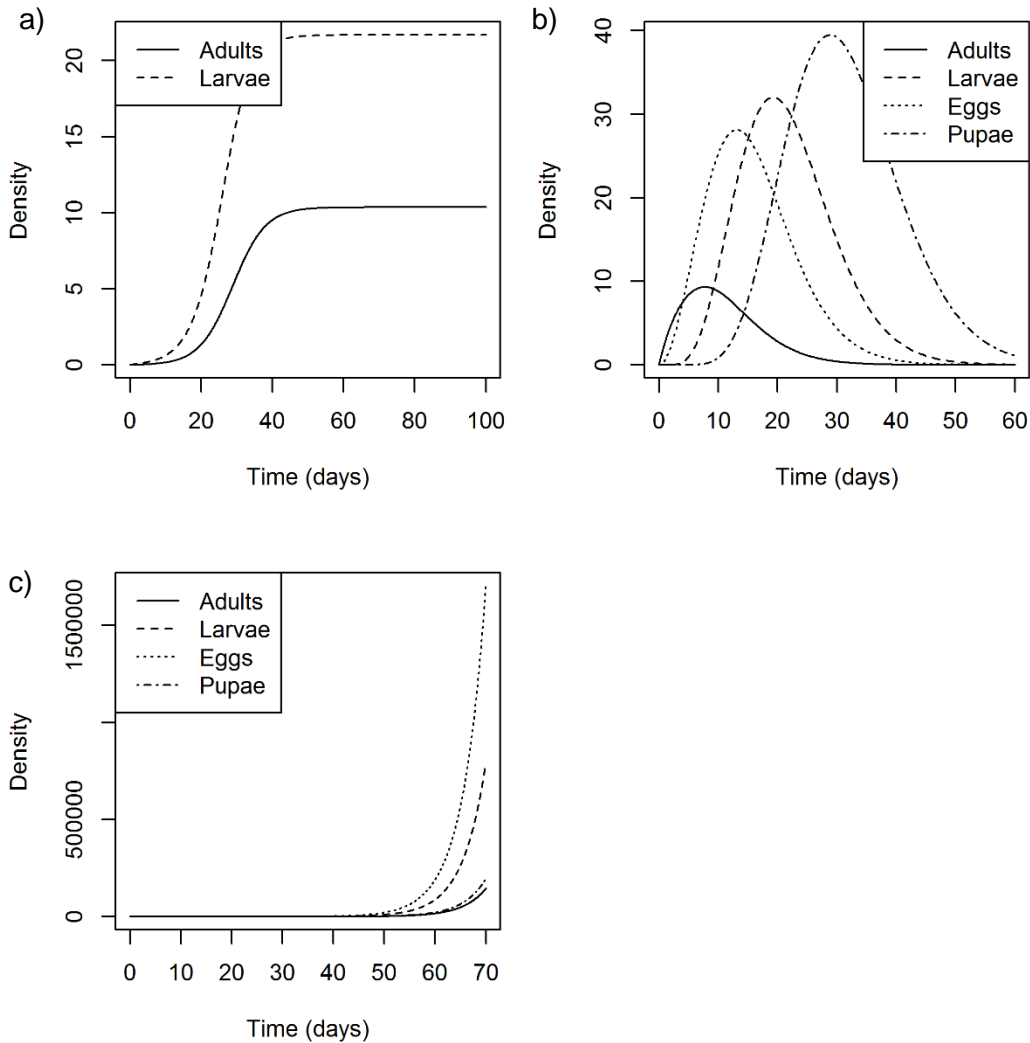 a)
Adults
Larvae
Density
0 5 10 15 20
0 20 40 60 80 100
Time (days)
b)
Adults
Larvae
Eggs
Pupae
Density
0 10 20 30 40
0 10 20 30 40 50 60
Time (days)
c)
Adults
Larvae
Eggs
Pupae
Density
0 5000000 1500000
0 10 20 30 40 50 60 70
Time (days)